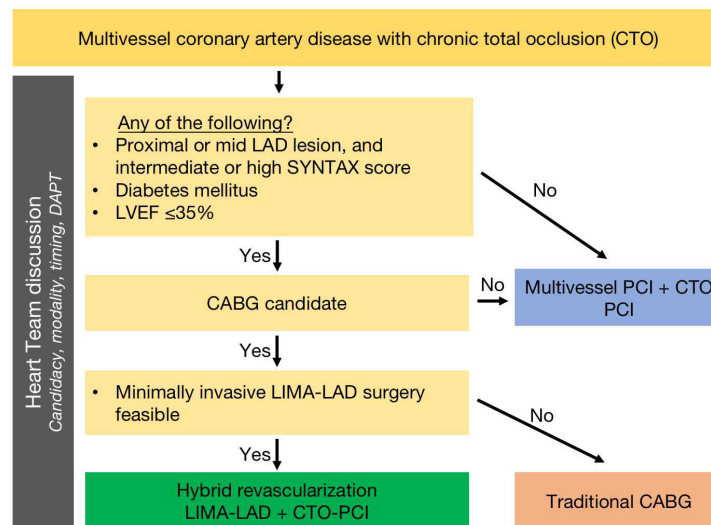 Multivessel coronary artery disease with chronic total occlusion (CTO)
Heart Team discussion
Candidacy, modality, timing, DAPT
Any of the following?
• Proximal or mid LAD lesion, and
intermediate or high SYNTAX score
• Diabetes mellitus
• LVEF ≤35%
No
Yes
CABG candidate
No
Multivessel PCI + CTO
PCI
Yes
• Minimally invasive LIMA-LAD surgery
feasible
No
Yes
Hybrid revascularization
LIMA-LAD + CTO-PCI
Traditional CABG